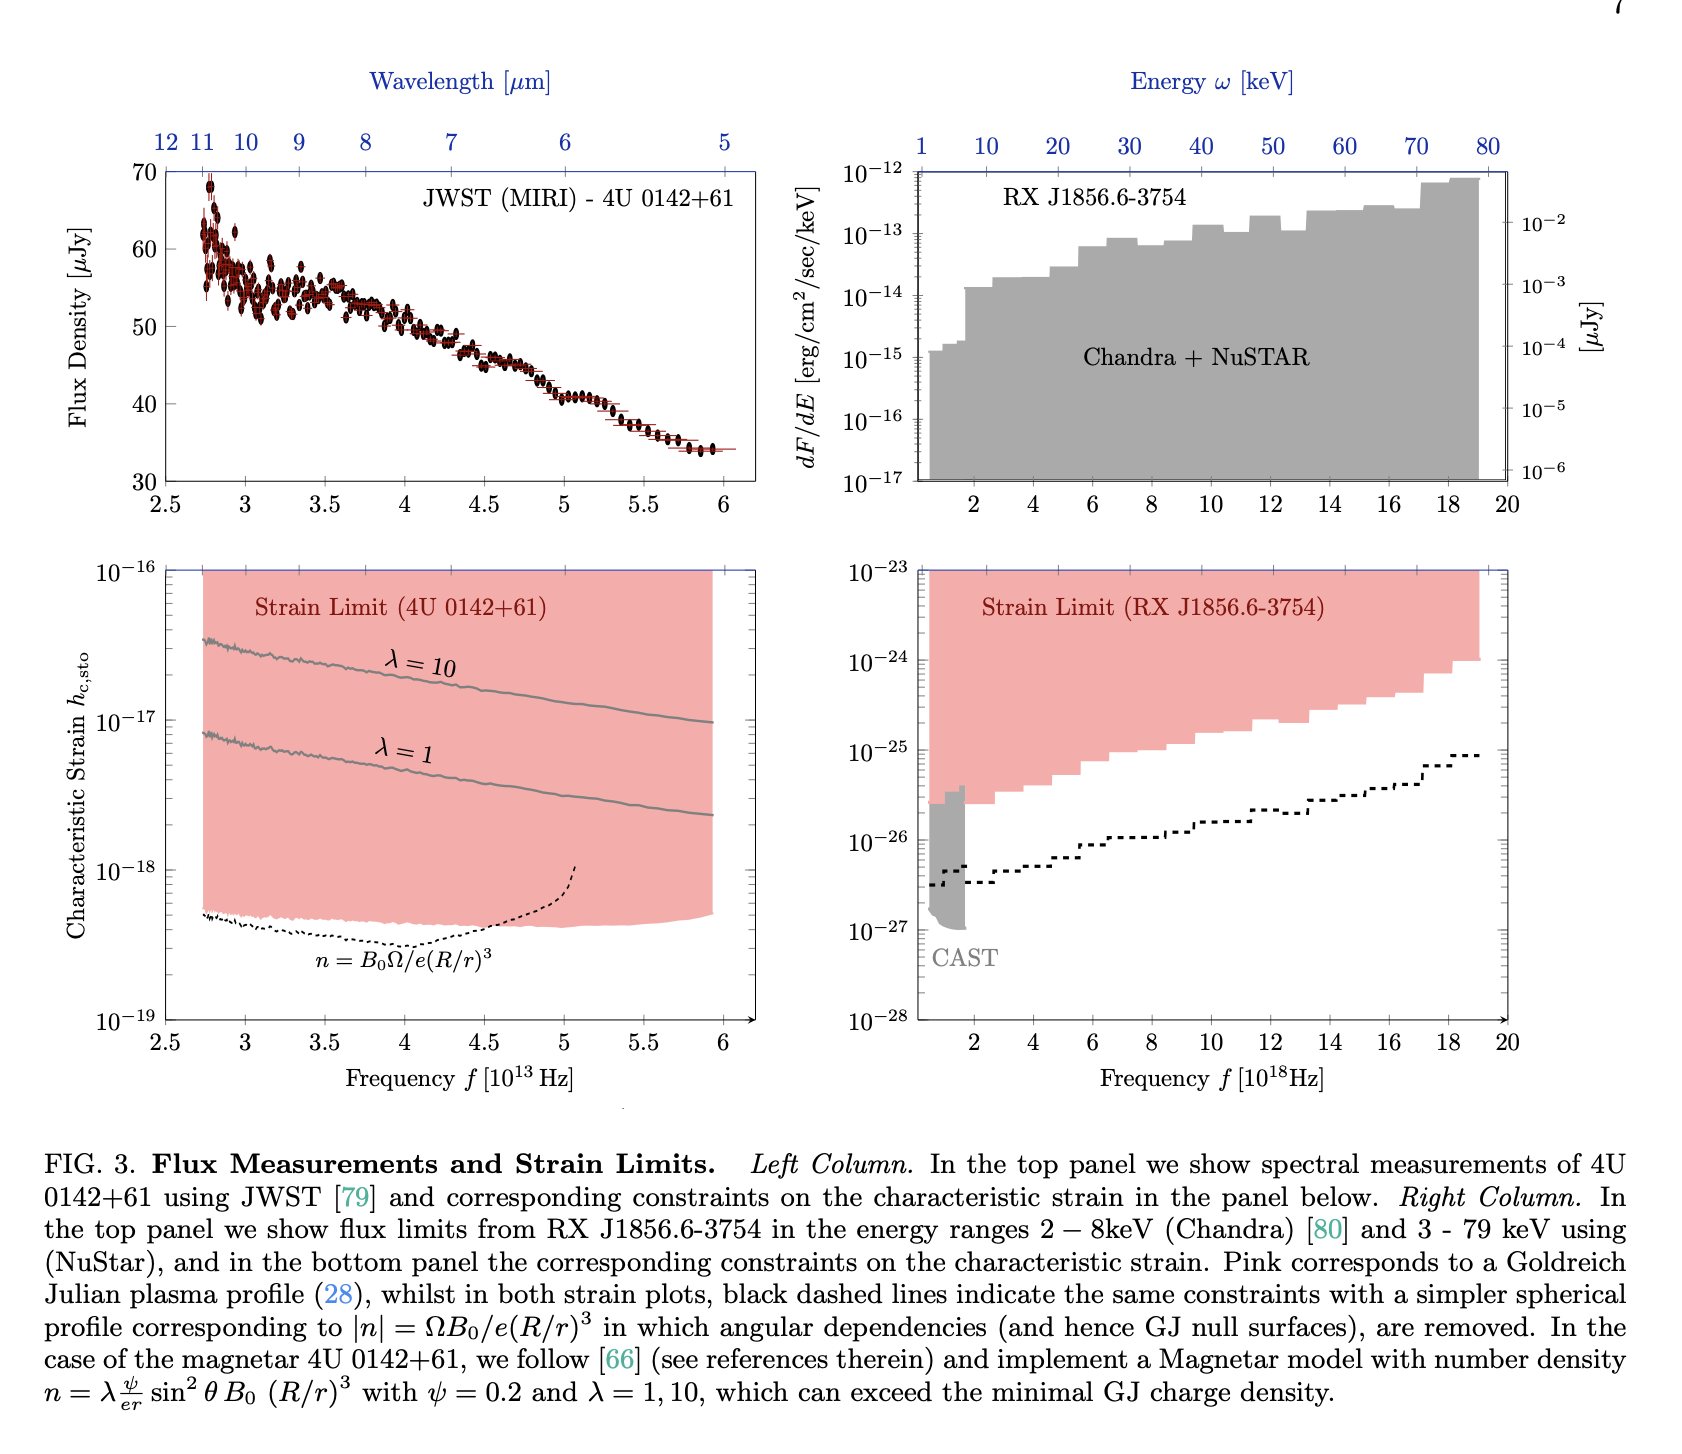 7
Wavelength [μm]
12 11 10 9 8 7 6 5
70
60
50
40
30
Flux Density [μJy]
JWST (MIRI) - 4U 0142+61
2.5 3 3.5 4 4.5 5 5.5 6
Energy ω [keV]
1 10 20 30 40 50 60 70 80
10⁻¹²
10⁻¹³
10⁻¹⁴
10⁻¹⁵
10⁻¹⁶
10⁻¹⁷
dF/dE [erg/cm²/sec/keV]
RX J1856.6-3754
Chandra + NuSTAR
10⁻²
10⁻³
10⁻⁴
10⁻⁵
10⁻⁶
[μJy]
2 4 6 8 10 12 14 16 18 20
10⁻¹⁶
10⁻¹⁷
10⁻¹⁸
10⁻¹⁹
Characteristic Strain h_c,sto
Strain Limit (4U 0142+61)
λ = 10
λ = 1
n = B₀Ω/e(R/r)³
2.5 3 3.5 4 4.5 5 5.5 6
Frequency f [10¹³ Hz]
10⁻²³
10⁻²⁴
10⁻²⁵
10⁻²⁶
10⁻²⁷
10⁻²⁸
Strain Limit (RX J1856.6-3754)
CAST
2 4 6 8 10 12 14 16 18 20
Frequency f [10¹⁸Hz]
FIG. 3. Flux Measurements and Strain Limits. Left Column. In the top panel we show spectral measurements of 4U
0142+61 using JWST [79] and corresponding constraints on the characteristic strain in the panel below. Right Column. In
the top panel we show flux limits from RX J1856.6-3754 in the energy ranges 2 − 8keV (Chandra) [80] and 3 - 79 keV using
(NuStar), and in the bottom panel the corresponding constraints on the characteristic strain. Pink corresponds to a Goldreich
Julian plasma profile (28), whilst in both strain plots, black dashed lines indicate the same constraints with a simpler spherical
profile corresponding to |n| = ΩB₀/e(R/r)³ in which angular dependencies (and hence GJ null surfaces), are removed. In the
case of the magnetar 4U 0142+61, we follow [66] (see references therein) and implement a Magnetar model with number density
n = λ ψ/er sin² θ B₀ (R/r)³ with ψ = 0.2 and λ = 1, 10, which can exceed the minimal GJ charge density.